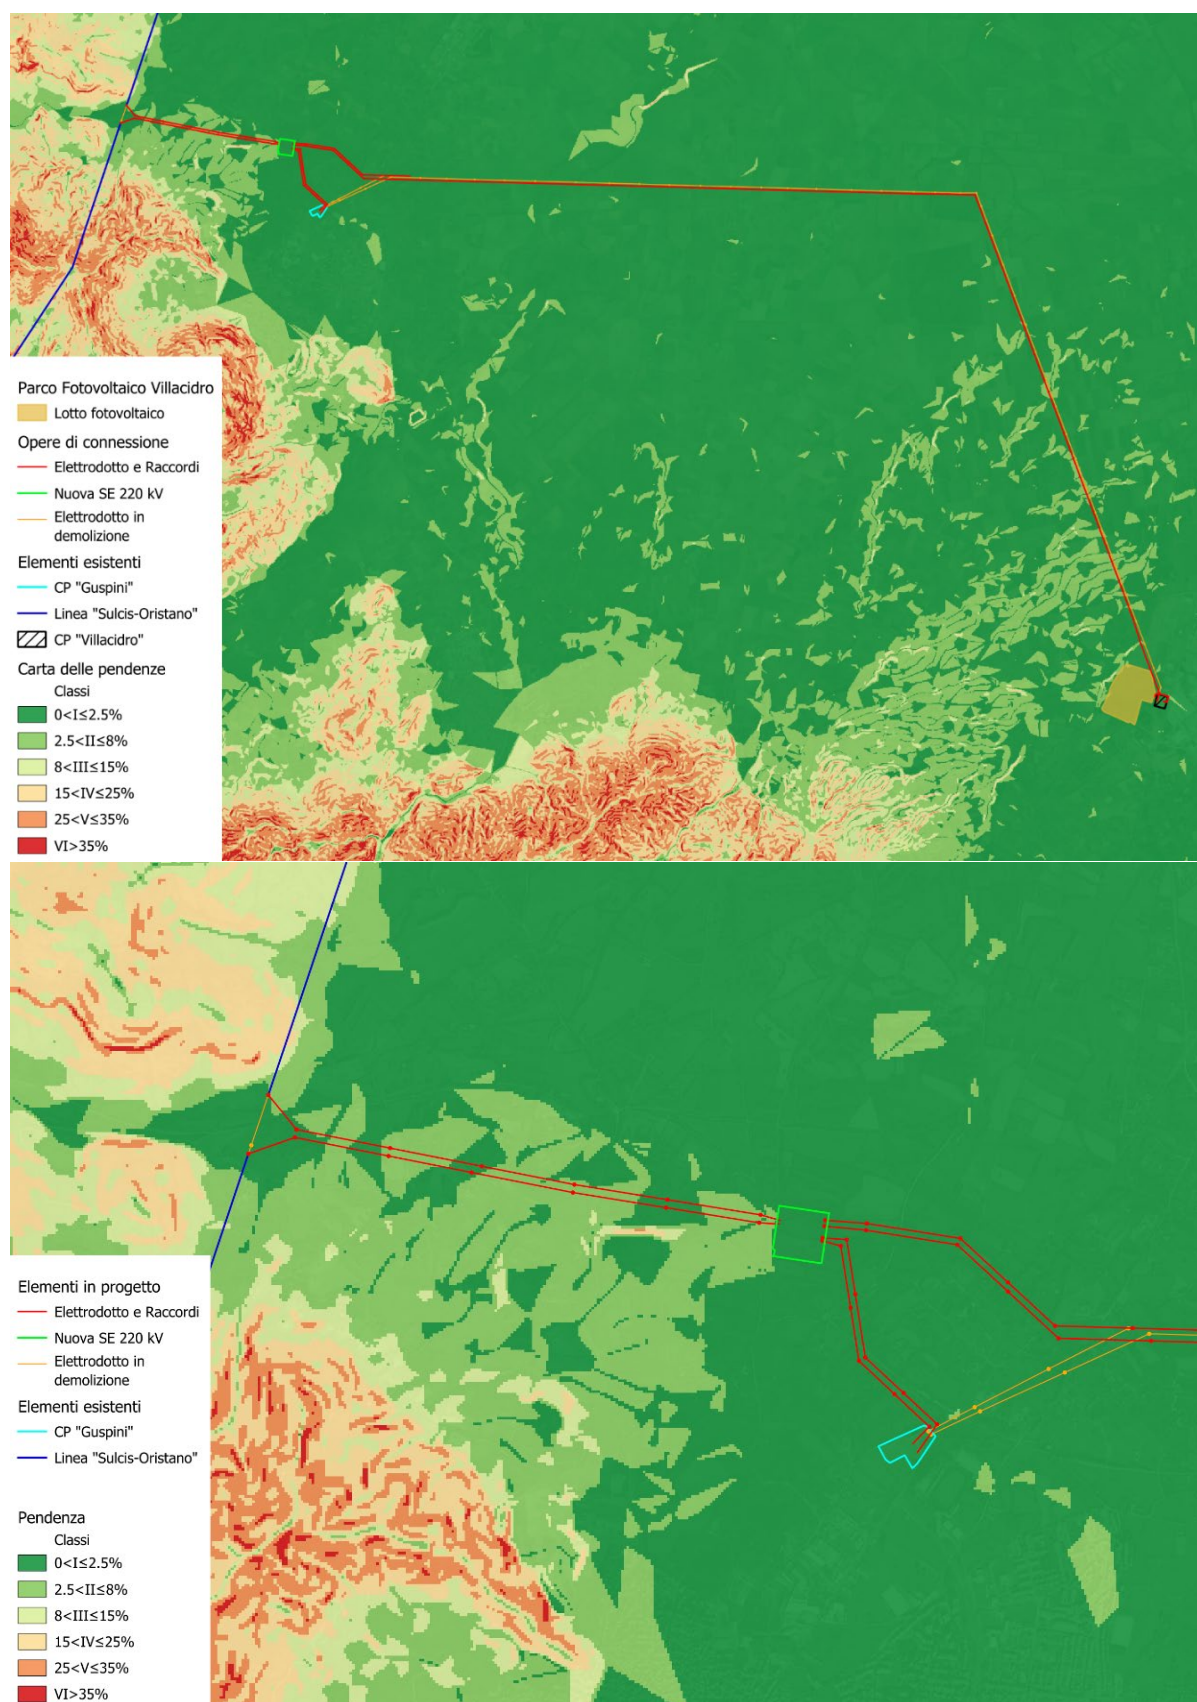 Parco Fotovoltaico Villacidro
Lotto fotovoltaico
Opere di connessione
Elettrodotto e Raccordi
Nuova SE 220 kV
Elettrodotto in
demolizione
Elementi esistenti
CP "Guspini"
Linea "Sulcis-Oristano"
CP "Villacidro"
Carta delle pendenze
Classi
0<I≤2.5%
2.5<II≤8%
8<III≤15%
15<IV≤25%
25<V≤35%
VI>35%
Elementi in progetto
Elettrodotto e Raccordi
Nuova SE 220 kV
Elettrodotto in
demolizione
Elementi esistenti
CP "Guspini"
Linea "Sulcis-Oristano"
Pendenza
Classi
0<I≤2.5%
2.5<II≤8%
8<III≤15%
15<IV≤25%
25<V≤35%
VI>35%